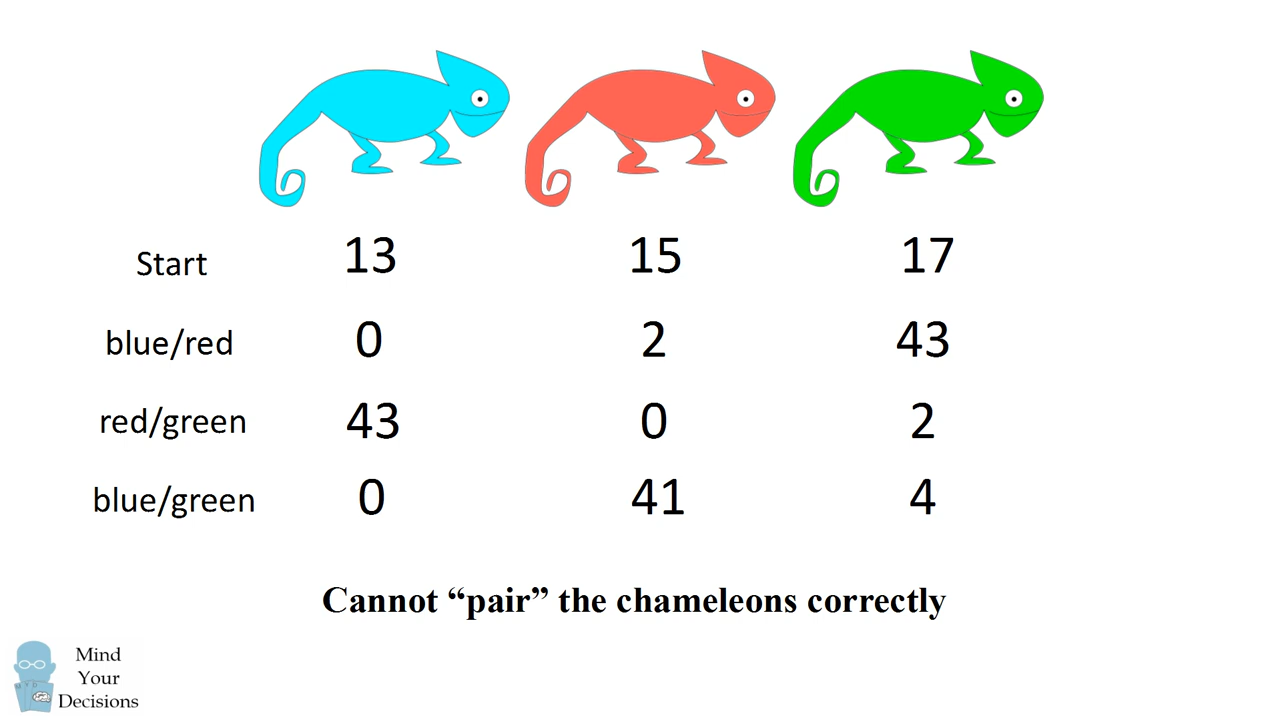 Start 13 15 17
blue/red 0 2 43
red/green 43 0 2
blue/green 0 41 4
Cannot “pair” the chameleons correctly
Mind
Your
Decisions